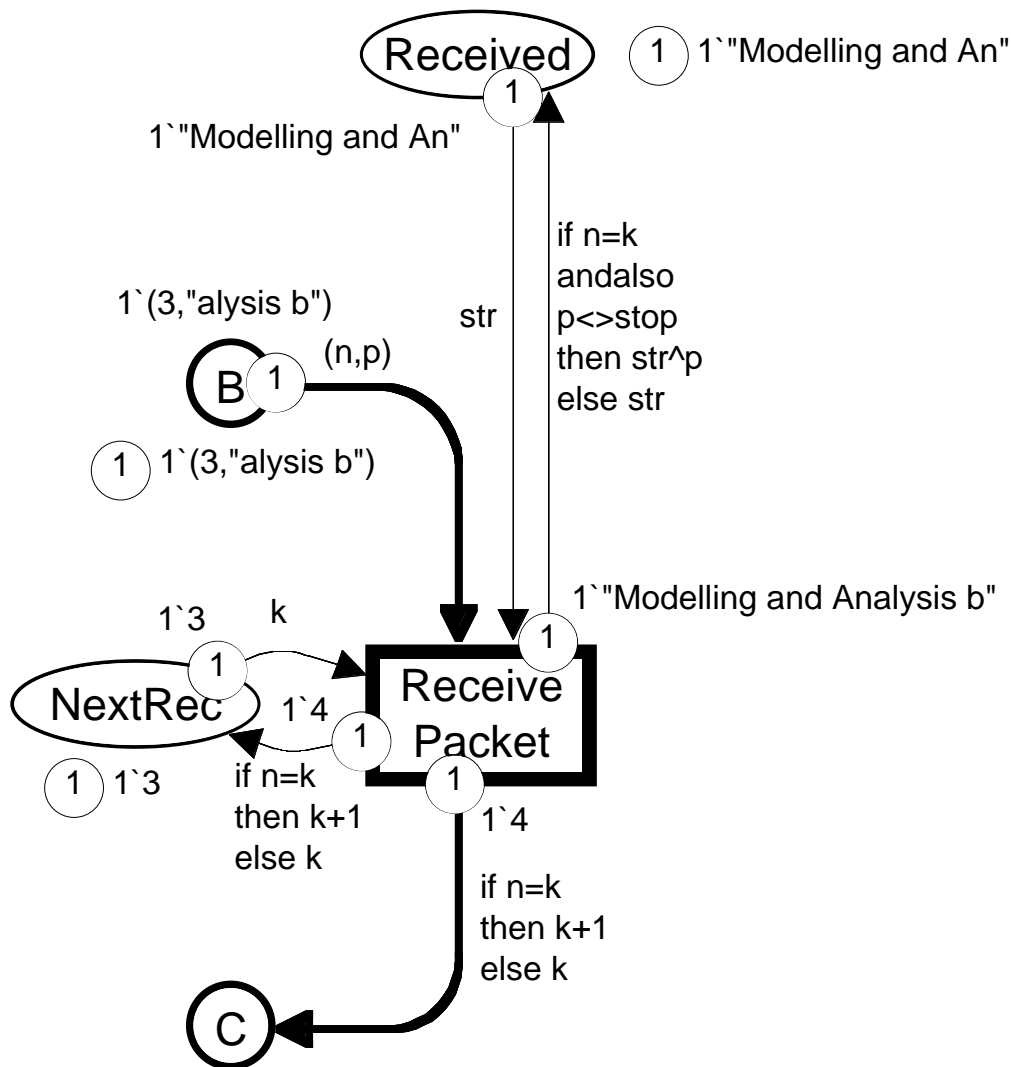 Received
1
1`"Modelling and An"
1
1`"Modelling and An"
if n=k
andalso
p<>stop
then str^p
else str
str
1`(3,"alysis b")
(n,p)
B
1
1
1`(3,"alysis b")
1`"Modelling and Analysis b"
1
k
1`3
1
NextRec
1`4
1
Receive
Packet
1
1`3
if n=k
then k+1
else k
1
1`4
if n=k
then k+1
else k
C